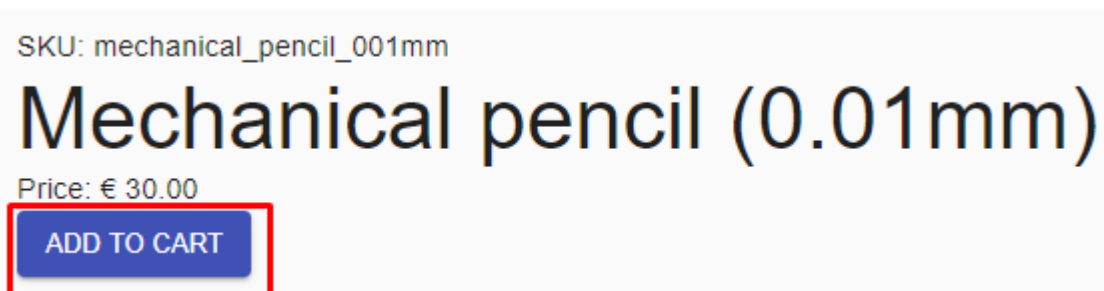 SKU: mechanical_pencil_001mm
Mechanical pencil (0.01mm)
Price: € 30.00
ADD TO CART